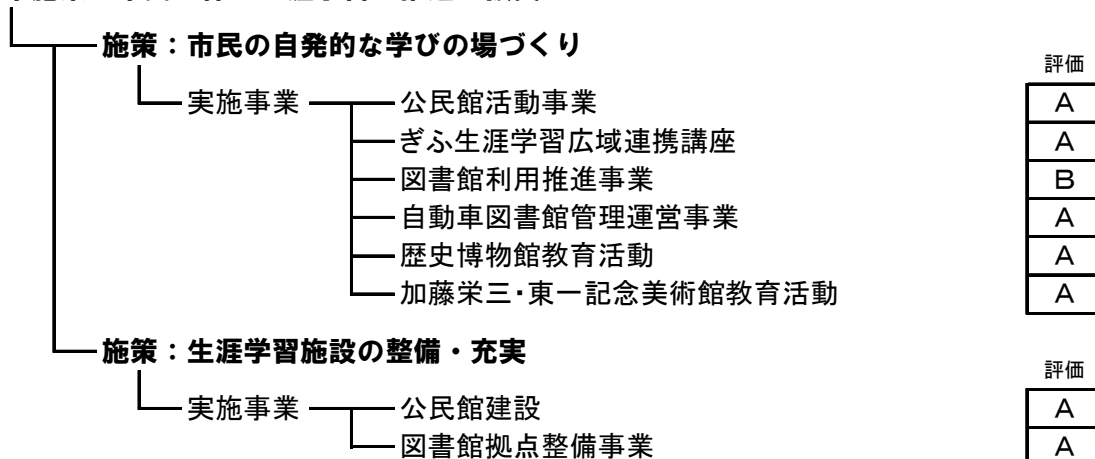 施策：市民の自発的な学びの場づくり
評価
実施事業 公民館活動事業 A
ぎふ生涯学習広域連携講座 A
図書館利用推進事業 B
自動車図書館管理運営事業 A
歴史博物館教育活動 A
加藤栄三・東一記念美術館教育活動 A
施策：生涯学習施設の整備・充実
評価
実施事業 公民館建設 A
図書館拠点整備事業 A